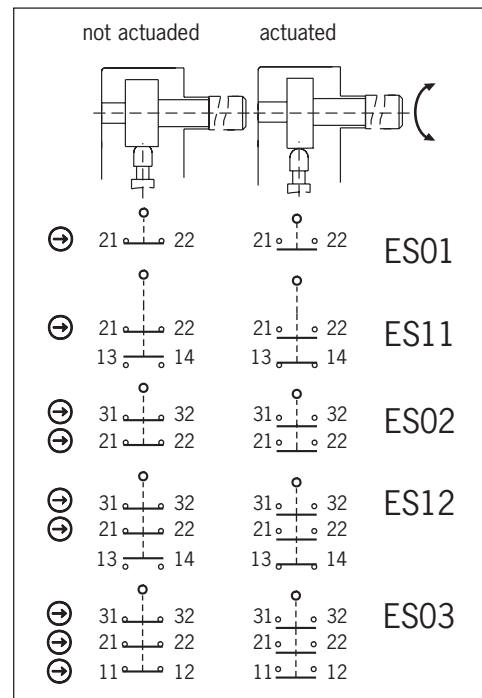 not actuaded actuated
21 22 21 22 ES01
21 22 21 22 ES11
13 14 13 14
31 32 31 32 ES02
21 22 21 22
31 32 31 32 ES12
21 22 21 22
13 14 13 14
31 32 31 32 ES03
21 22 21 22
11 12 11 12